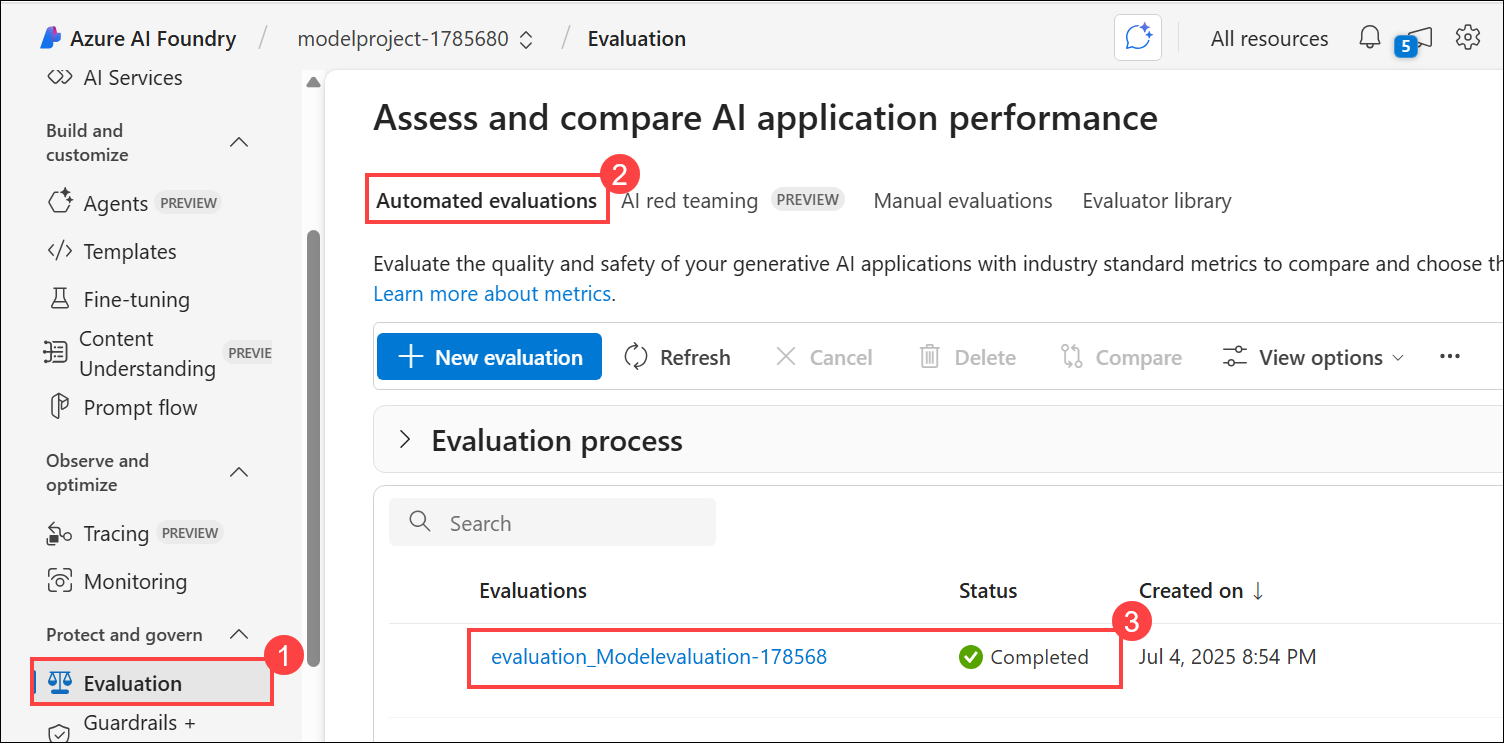 Azure AI Foundry / modelproject-1785680 / Evaluation
All resources
5
AI Services
Build and
customize
Agents PREVIEW
Templates
Fine-tuning
Content
Understanding
PREVIE
Prompt flow
Observe and
optimize
Tracing PREVIEW
Monitoring
Protect and govern
1
Evaluation
Guardrails +
Assess and compare AI application performance
2
Automated evaluations AI red teaming PREVIEW Manual evaluations Evaluator library
Evaluate the quality and safety of your generative AI applications with industry standard metrics to compare and choose th
Learn more about metrics.
New evaluation Refresh Cancel Delete Compare View options ...
Evaluation process
Search
Evaluations Status Created on ↓
3
evaluation_Modelevaluation-178568 Completed Jul 4, 2025 8:54 PM